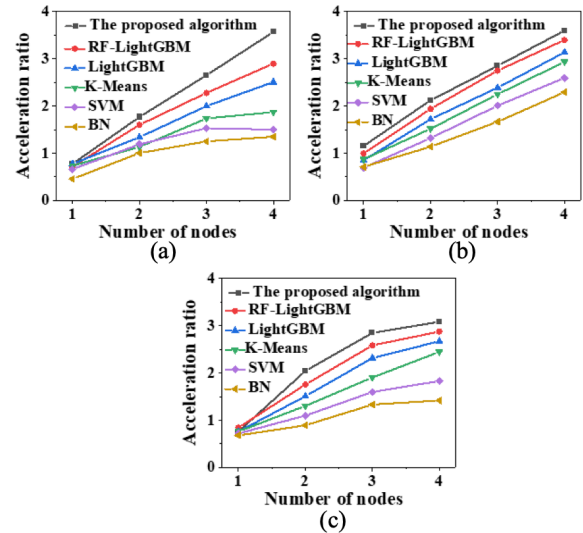 4
3
2
1
0
Acceleration ratio
The proposed algorithm
RF-LightGBM
LightGBM
K-Means
SVM
BN
1 2 3 4
Number of nodes
(a)
4
3
2
1
0
Acceleration ratio
The proposed algorithm
RF-LightGBM
LightGBM
K-Means
SVM
BN
1 2 3 4
Number of nodes
(b)
4
3
2
1
0
Acceleration ratio
The proposed algorithm
RF-LightGBM
LightGBM
K-Means
SVM
BN
1 2 3 4
Number of nodes
(c)